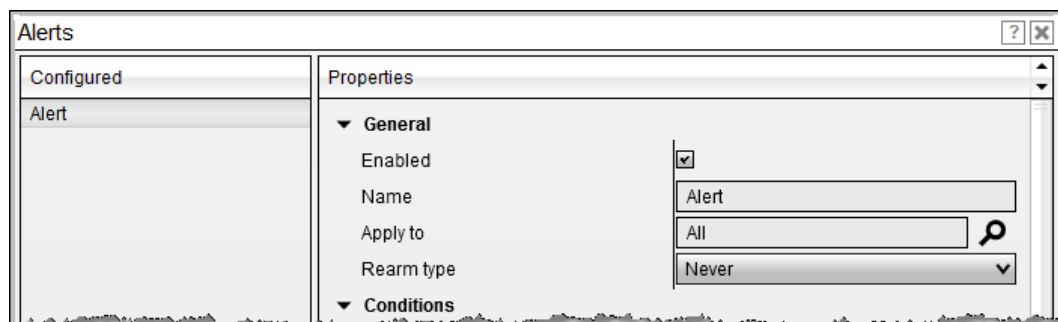 Alerts
?
Configured
Properties
Alert
General
Enabled
Name Alert
Apply to All
Rearm type Never
Conditions